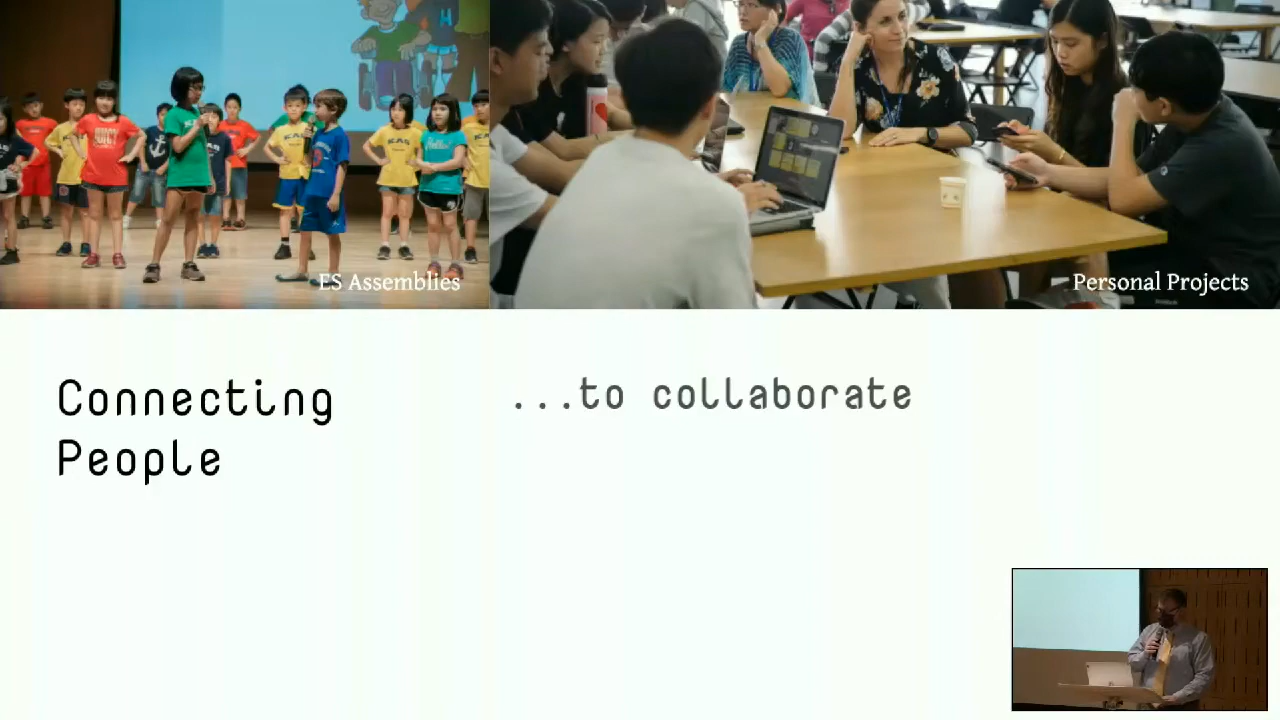 ES Assemblies
Personal Projects
Connecting
People
...to collaborate